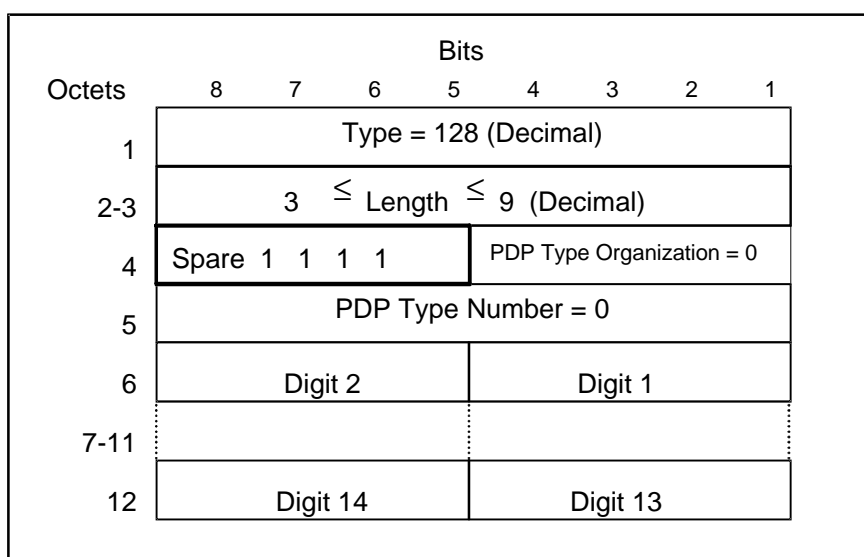 Bits
Octets 8 7 6 5 4 3 2 1
1 Type = 128 (Decimal)
2-3 3 ≤ Length ≤ 9 (Decimal)
4 Spare 1 1 1 1 PDP Type Organization = 0
5 PDP Type Number = 0
6 Digit 2 Digit 1
7-11
12 Digit 14 Digit 13